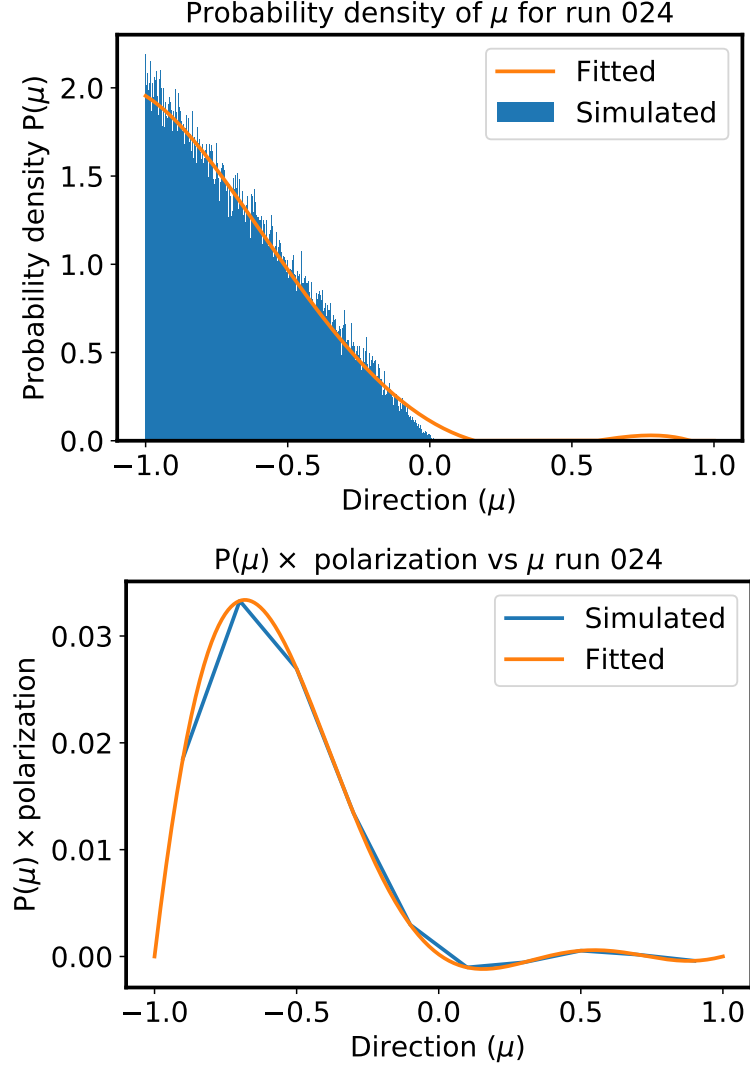 Probability density of μ for run 024
Probability density P(μ)
2.0
1.5
1.0
0.5
0.0
Fitted
Simulated
−1.0 −0.5 0.0 0.5 1.0
Direction (μ)
P(μ) × polarization vs μ run 024
P(μ) × polarization
0.03
0.02
0.01
0.00
Simulated
Fitted
−1.0 −0.5 0.0 0.5 1.0
Direction (μ)